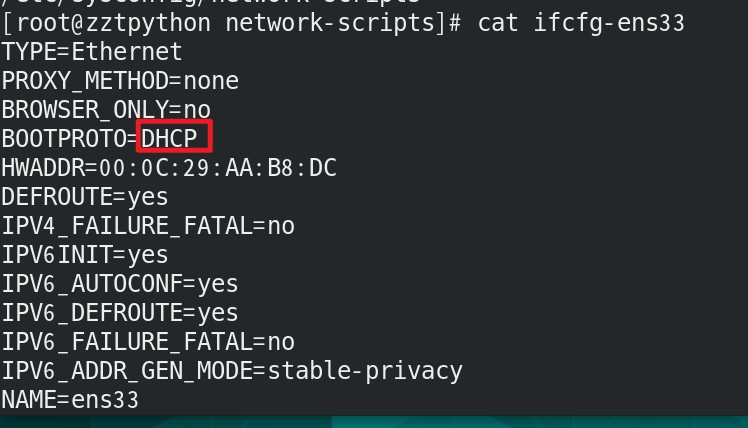 [root@zztpython network-scripts]# cat ifcfg-ens33
TYPE=Ethernet
PROXY_METHOD=none
BROWSER_ONLY=no
BOOTPROTO=DHCP
HWADDR=00:0C:29:AA:B8:DC
DEFROUTE=yes
IPV4_FAILURE_FATAL=no
IPV6INIT=yes
IPV6_AUTOCONF=yes
IPV6_DEFROUTE=yes
IPV6_FAILURE_FATAL=no
IPV6_ADDR_GEN_MODE=stable-privacy
NAME=ens33